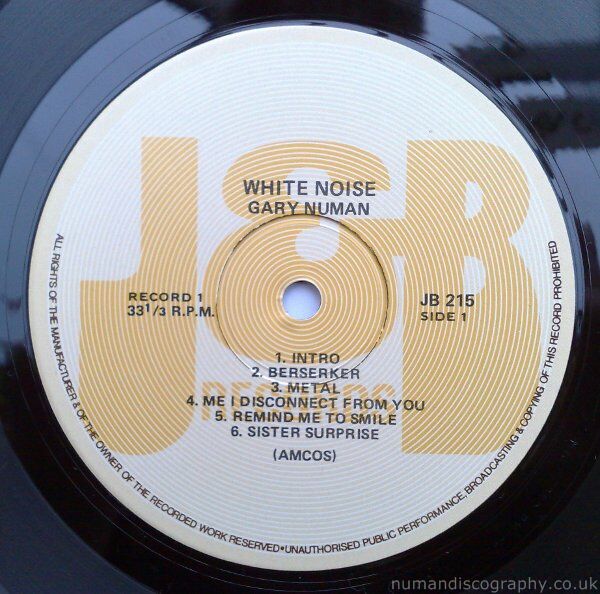 J&B
RECORDS
WHITE NOISE
GARY NUMAN
RECORD 1
33 1/3 R.P.M.
JB 215
SIDE 1
1. INTRO
2. BERSERKER
3. METAL
4. ME I DISCONNECT FROM YOU
5. REMIND ME TO SMILE
6. SISTER SURPRISE
(AMCOS)
ALL RIGHTS OF THE MANUFACTURER & OF THE OWNER OF THE RECORDED WORK RESERVED•UNAUTHORISED PUBLIC PERFORMANCE, BROADCASTING & COPYING OF THIS RECORD PROHIBITED
numandiscography.co.uk